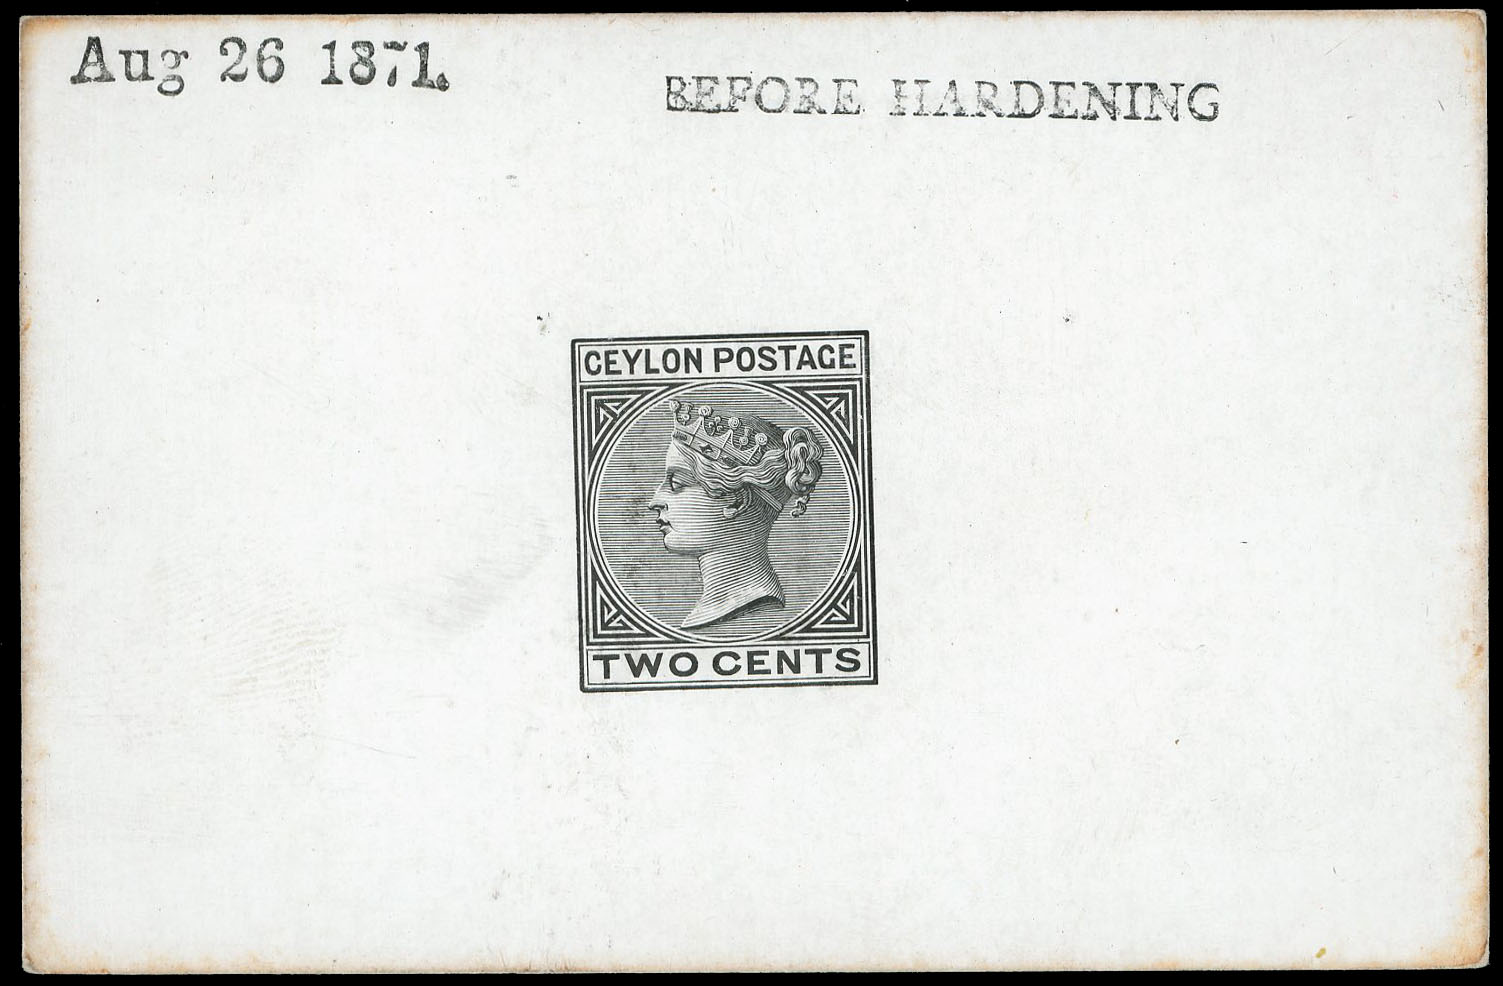 Aug 26 1871.
BEFORE HARDENING
CEYLON POSTAGE
TWO CENTS